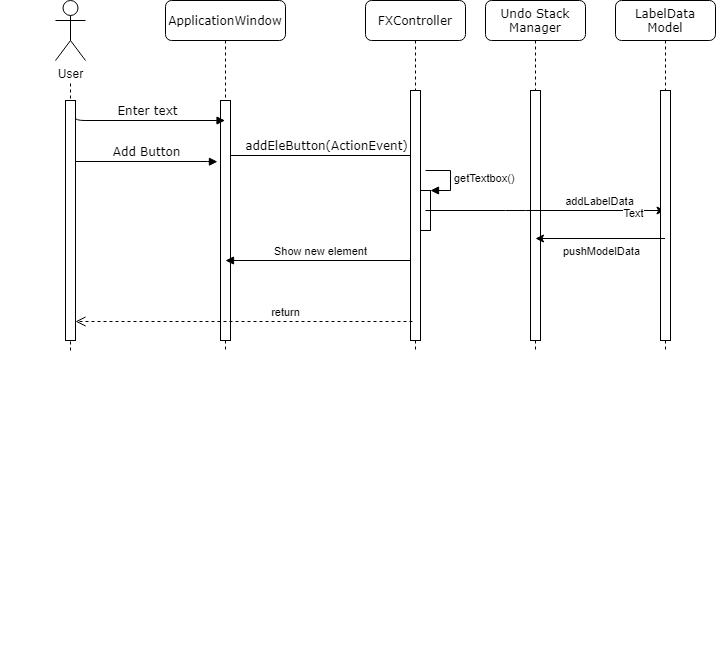 ApplicationWindow
FXController
Undo Stack
Manager
LabelData
Model
User
Enter text
Add Button
addEleButton(ActionEvent)
getTextbox()
addLabelData
Text
pushModelData
Show new element
return